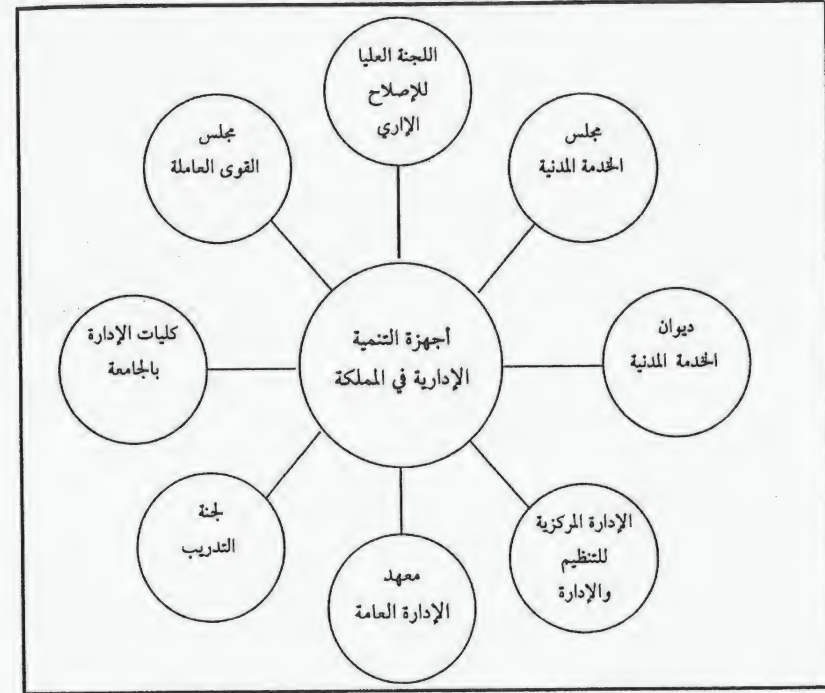 اللجنة العليا
للإصلاح
الإاري
مجلس
الخدمة المدنية
ديوان
الخدمة المدنية
الإدارة المركزية
للتنظيم
والإدارة
معهد
الإدارة العامة
لجنة
التدريب
كليات الإدارة
بالجامعة
مجلس
القوى العاملة
أجهزة التنمية
الإدارية في المملكة